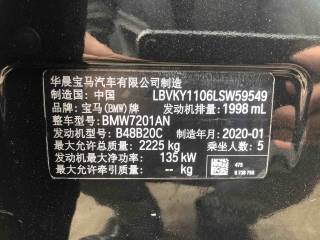 华晨宝马汽车有限公司制造
制造国：中国 LBVKY1106LSW59549
品牌：宝马(BMW)牌 发动机排量：1998 mL
整车型号：BMW7201AN
发动机型号：B48B20C 制造年月：2020-01
最大允许总质量：2225 kg 乘坐人数：5
发动机最大净功率：135 kW
最大允许牵引质量：-- kg
475